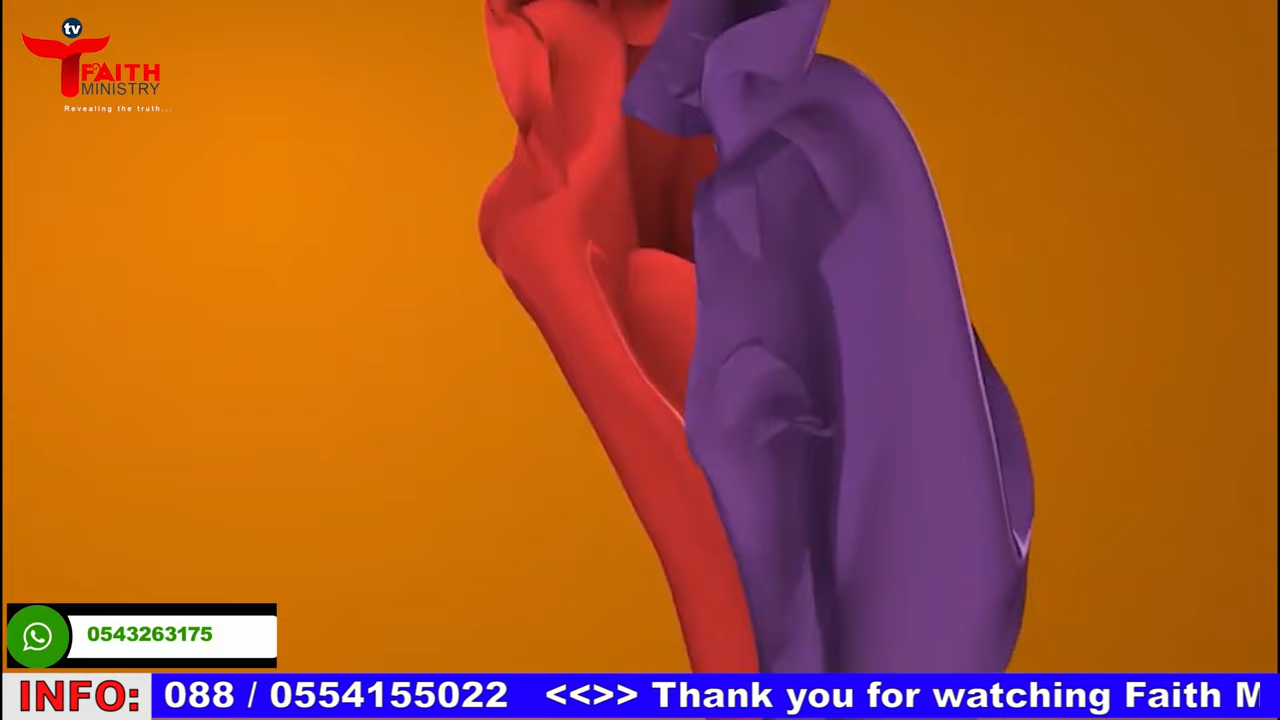 tv
FAITH
MINISTRY
Revealing the truth...
0543263175
INFO: 088 / 0554155022 <<>> Thank you for watching Faith M